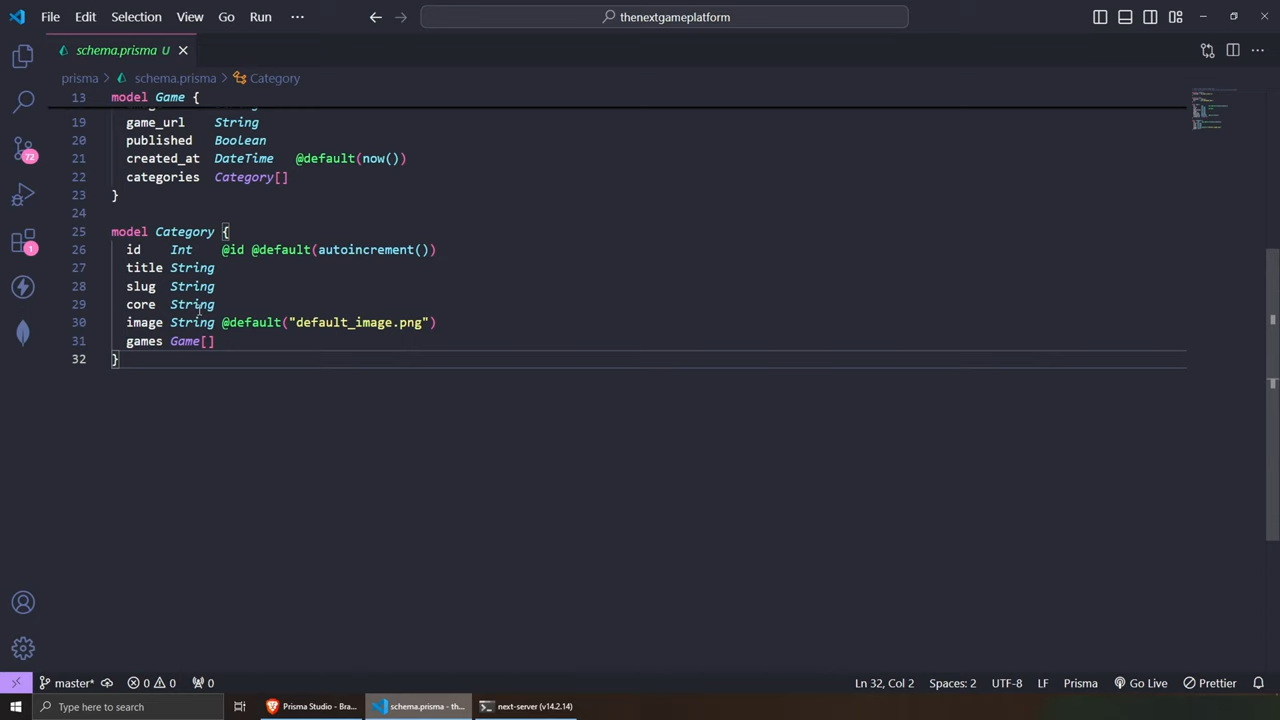 File Edit Selection View Go Run ··· thenextgameplatform
schema.prisma U
prisma > schema.prisma > Category
13 model Game {
19 game_url String
20 published Boolean
21 created_at DateTime @default(now())
22 categories Category[]
23 }
24
25 model Category {
26 id Int @id @default(autoincrement())
27 title String
28 slug String
29 core String
30 image String @default("default_image.png")
31 games Game[]
32 }
72
1
master* 0 0 0 Ln 32, Col 2 Spaces: 2 UTF-8 LF Prisma Go Live Prettier
Type here to search Prisma Studio - Bra... schema.prisma - th... next-server (v14.2.14)